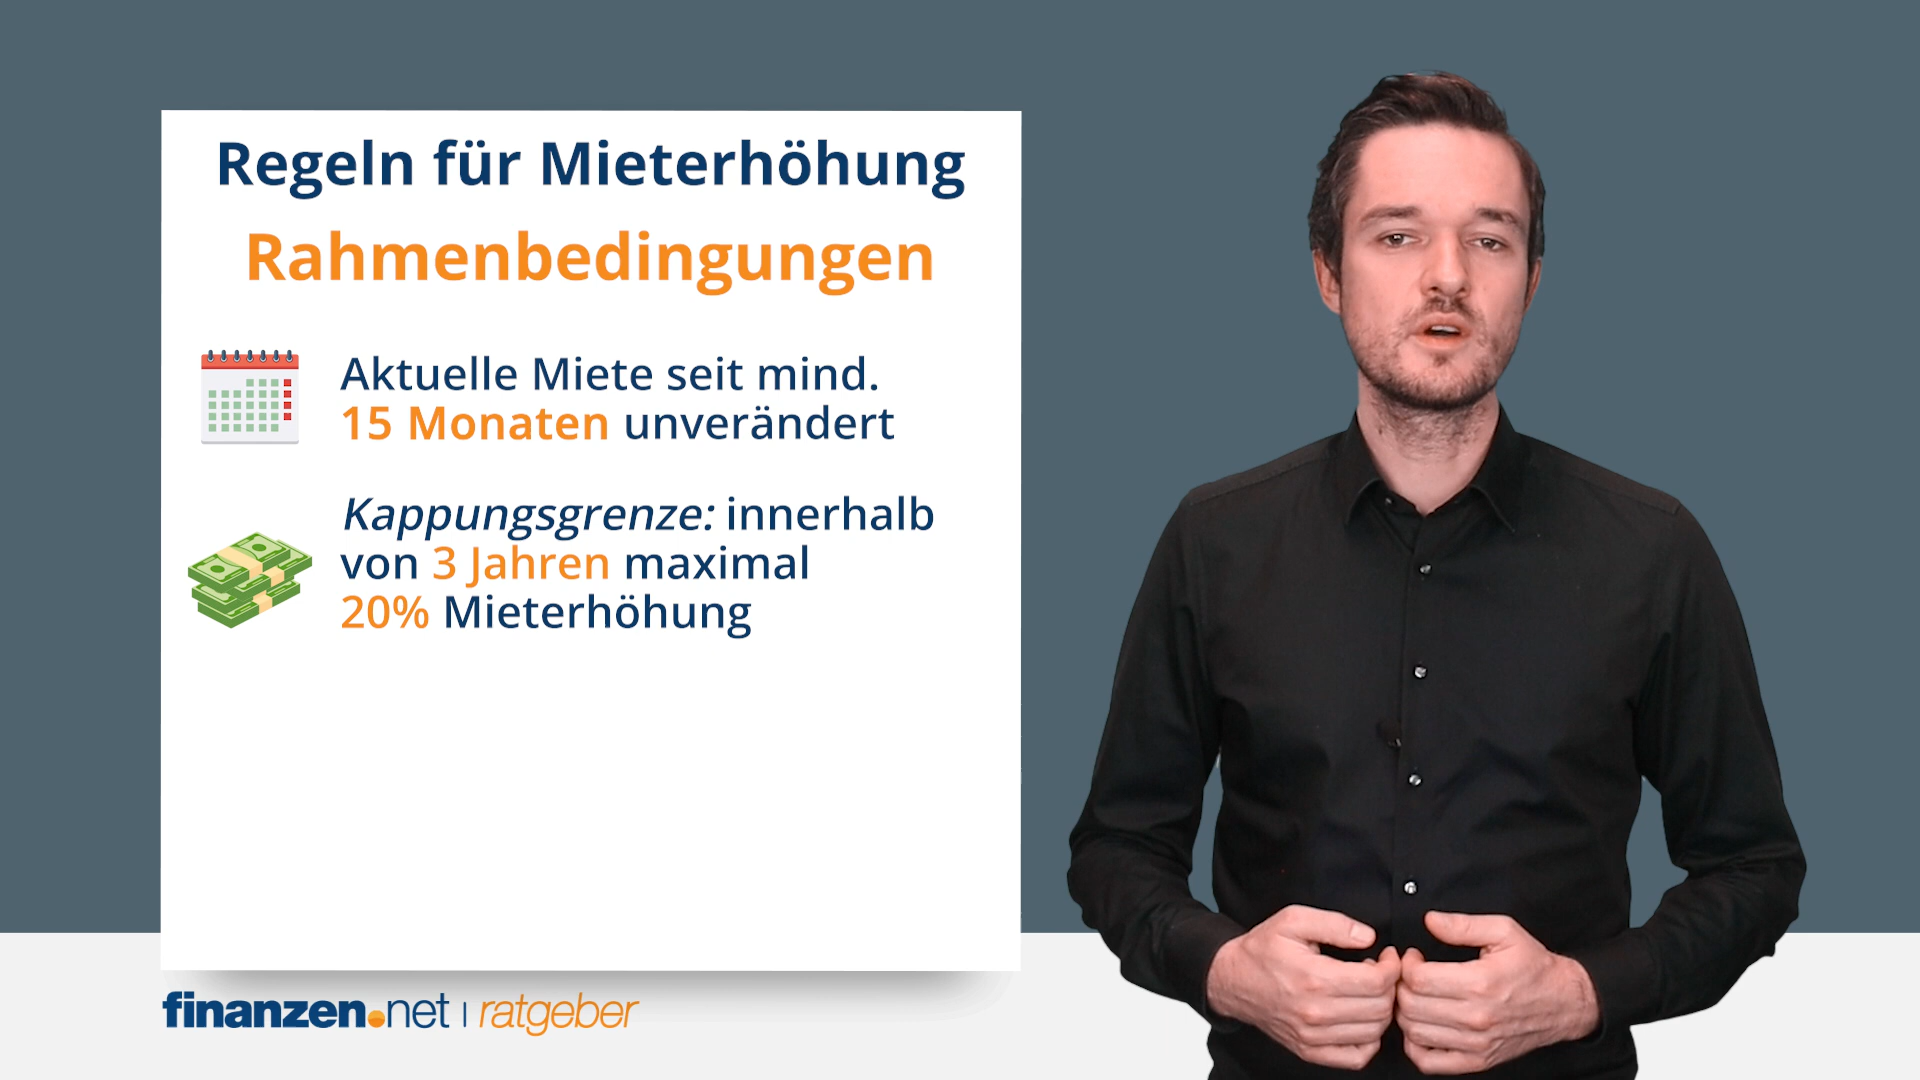 Regeln für Mieterhöhung
Rahmenbedingungen
Aktuelle Miete seit mind.
15 Monaten unverändert
Kappungsgrenze: innerhalb
von 3 Jahren maximal
20% Mieterhöhung
finanzen.net | ratgeber